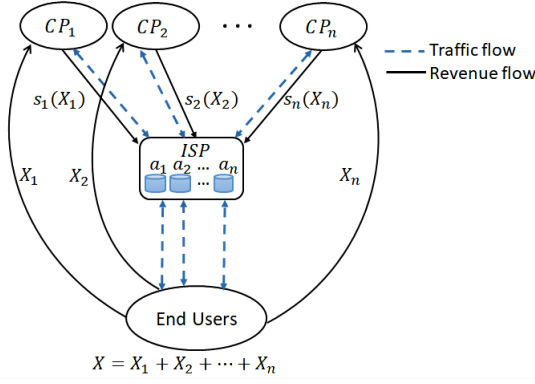 CP₁ CP₂ ⋯ CPₙ
Traffic flow
Revenue flow
s₁(X₁) s₂(X₂) sₙ(Xₙ)
ISP
a₁ a₂ ... aₙ
...
X₁ X₂ Xₙ
End Users
X = X₁ + X₂ + ⋯ + Xₙ